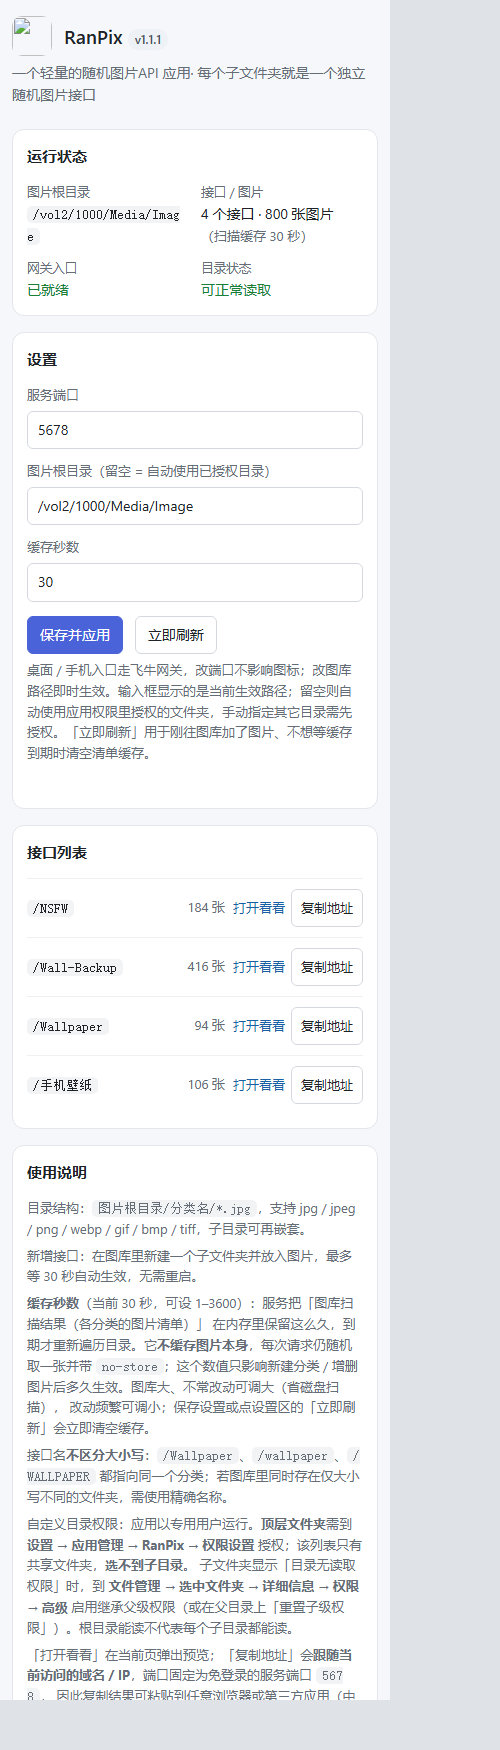 RanPix v1.1.1
一个轻量的随机图片API 应用· 每个子文件夹就是一个独立
随机图片接口
运行状态
图片根目录
/vol2/1000/Media/Imag
e
接口 / 图片
4 个接口 · 800 张图片
（扫描缓存 30 秒）
网关入口
已就绪
目录状态
可正常读取
设置
服务端口
5678
图片根目录（留空 = 自动使用已授权目录）
/vol2/1000/Media/Image
缓存秒数
30
保存并应用 立即刷新
桌面 / 手机入口走飞牛网关，改端口不影响图标；改图库
路径即时生效。输入框显示的是当前生效路径；留空则自
动使用应用权限里授权的文件夹，手动指定其它目录需先
授权。「立即刷新」用于刚往图库加了图片、不想等缓存
到期时清空清单缓存。
接口列表
/NSFW 184 张 打开看看 复制地址
/Wall-Backup 416 张 打开看看 复制地址
/Wallpaper 94 张 打开看看 复制地址
/手机壁纸 106 张 打开看看 复制地址
使用说明
目录结构：图片根目录/分类名/*.jpg，支持 jpg / jpeg
/ png / webp / gif / bmp / tiff，子目录可再嵌套。
新增接口：在图库里新建一个子文件夹并放入图片，最多
等 30 秒自动生效，无需重启。
缓存秒数（当前 30 秒，可设 1–3600）：服务把「图库扫
描结果（各分类的图片清单）」 在内存里保留这么久，到
期才重新遍历目录。它不缓存图片本身，每次请求仍随机
取一张并带 no-store；这个数值只影响新建分类 / 增删
图片后多久生效。图库大、不常改动可调大（省磁盘扫
描）， 改动频繁可调小；保存设置或点设置区的「立即刷
新」会立即清空缓存。
接口名不区分大小写：/Wallpaper、/wallpaper、/
WALLPAPER 都指向同一个分类；若图库里同时存在仅大小
写不同的文件夹，需使用精确名称。
自定义目录权限：应用以专用用户运行。顶层文件夹需到
设置 → 应用管理 → RanPix → 权限设置 授权；该列表只有
共享文件夹，选不到子目录。 子文件夹显示「目录无读取
权限」时，到 文件管理 → 选中文件夹 → 详细信息 → 权限
→ 高级 启用继承父级权限（或在父目录上「重置子级权
限」）。根目录能读不代表每个子目录都能读。
「打开看看」在当前页弹出预览；「复制地址」会跟随当
前访问的域名 / IP，端口固定为免登录的服务端口 567
8， 因此复制结果可粘贴到任意浏览器或第三方应用（中